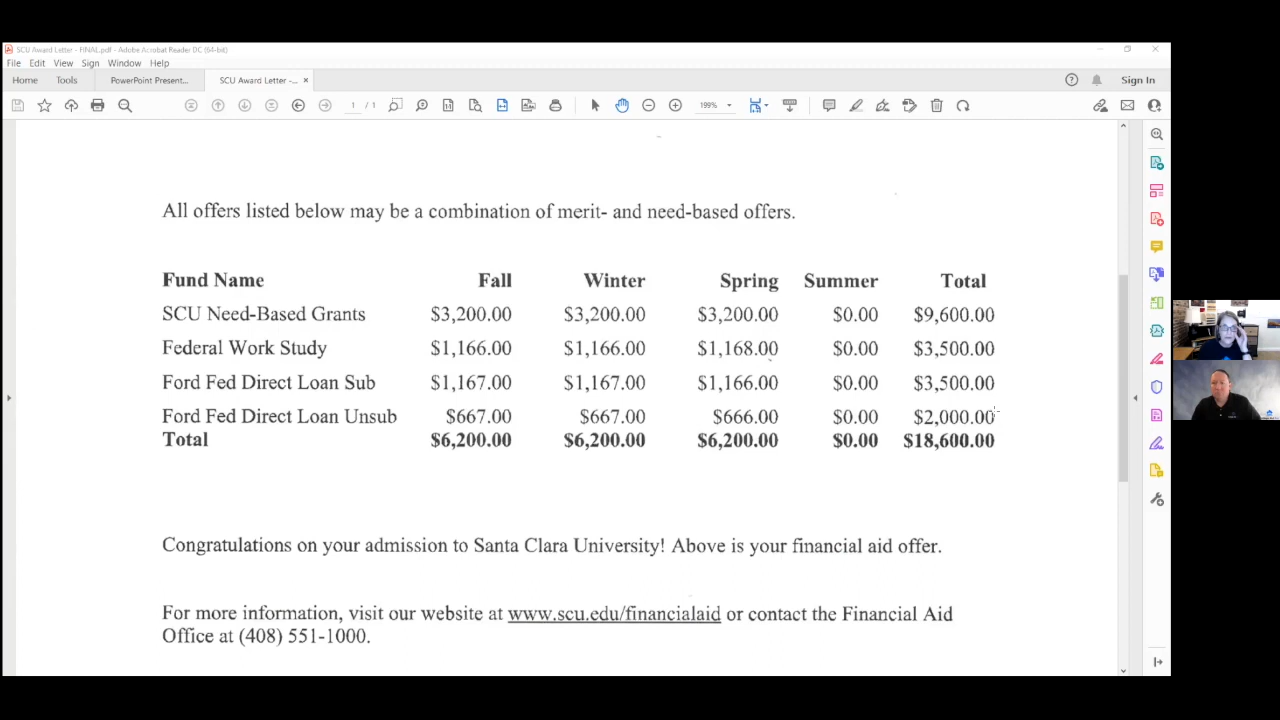 SCU Award Letter - FINAL.pdf - Adobe Acrobat Reader DC (64-bit)
File Edit View Sign Window Help
Home Tools PowerPoint Present... SCU Award Letter -... × Sign In
1 / 1 199%
All offers listed below may be a combination of merit- and need-based offers.
Fund Name Fall Winter Spring Summer Total
SCU Need-Based Grants $3,200.00 $3,200.00 $3,200.00 $0.00 $9,600.00
Federal Work Study $1,166.00 $1,166.00 $1,168.00 $0.00 $3,500.00
Ford Fed Direct Loan Sub $1,167.00 $1,167.00 $1,166.00 $0.00 $3,500.00
Ford Fed Direct Loan Unsub $667.00 $667.00 $666.00 $0.00 $2,000.00
Total $6,200.00 $6,200.00 $6,200.00 $0.00 $18,600.00
Congratulations on your admission to Santa Clara University! Above is your financial aid offer.
For more information, visit our website at www.scu.edu/financialaid or contact the Financial Aid
Office at (408) 551-1000.